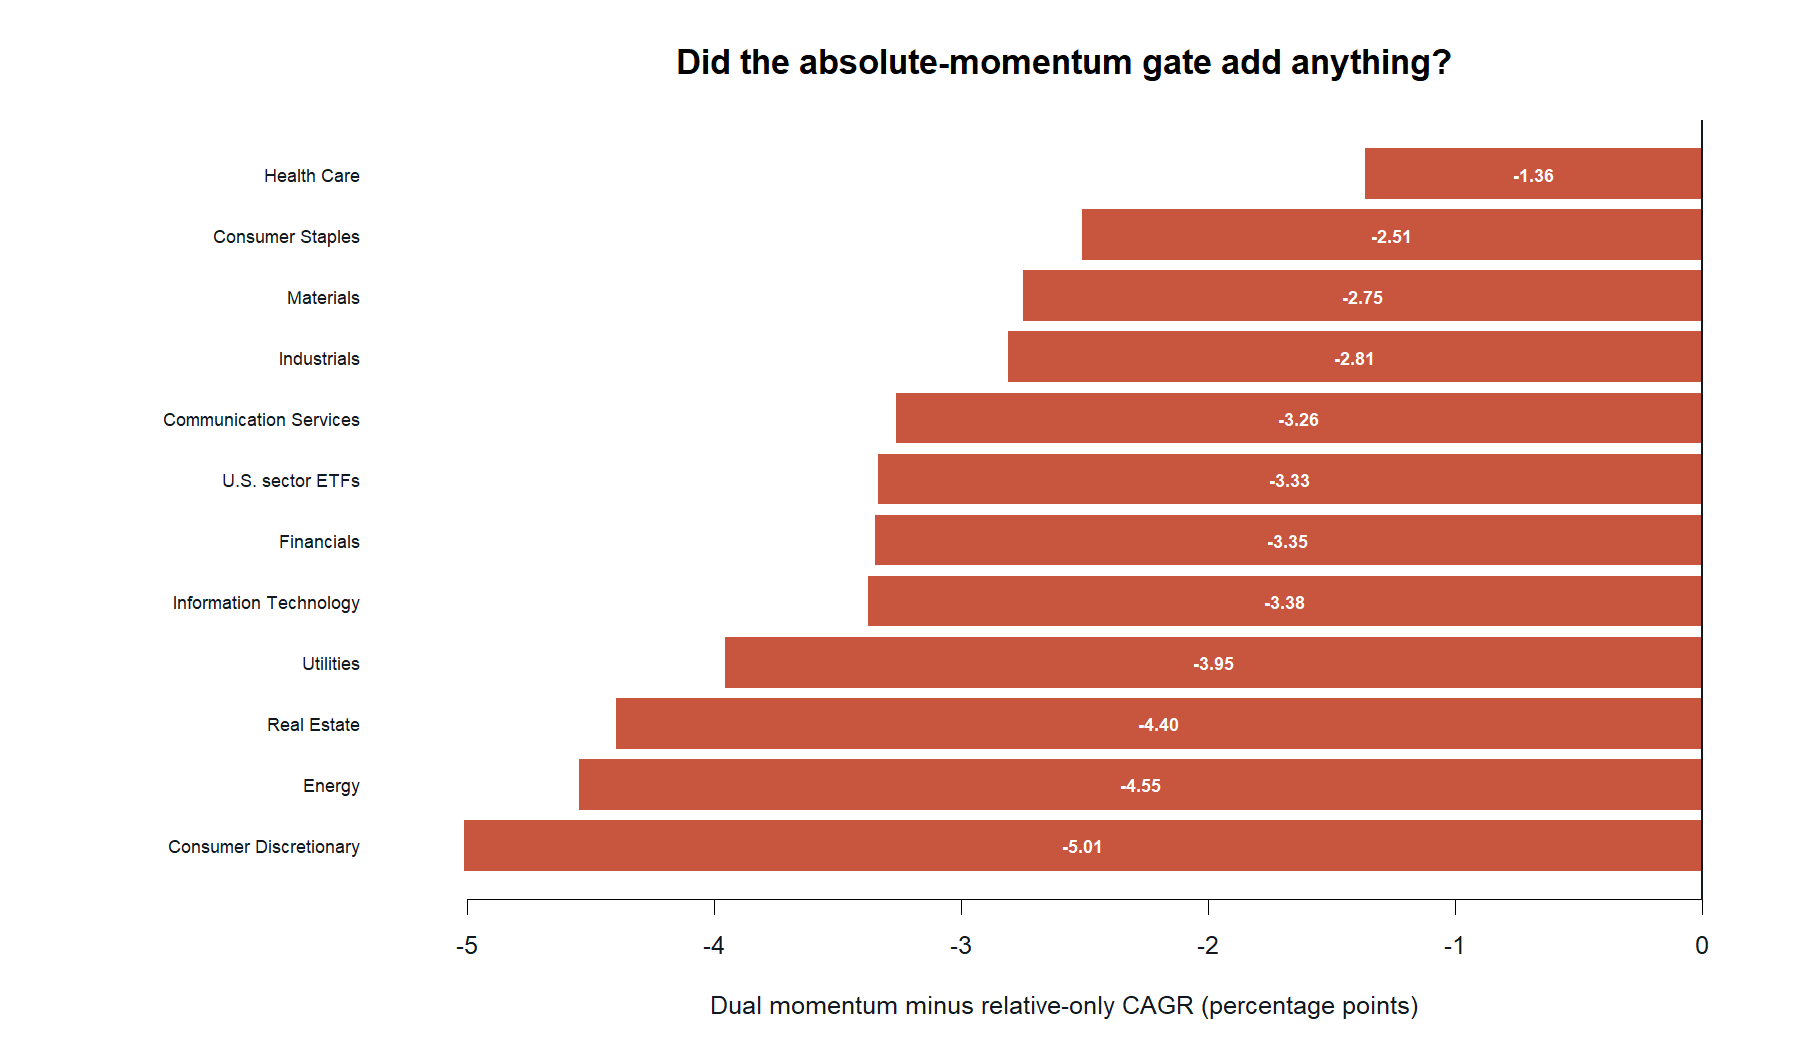 Did the absolute-momentum gate add anything?
Health Care -1.36
Consumer Staples -2.51
Materials -2.75
Industrials -2.81
Communication Services -3.26
U.S. sector ETFs -3.33
Financials -3.35
Information Technology -3.38
Utilities -3.95
Real Estate -4.40
Energy -4.55
Consumer Discretionary -5.01
-5 -4 -3 -2 -1 0
Dual momentum minus relative-only CAGR (percentage points)